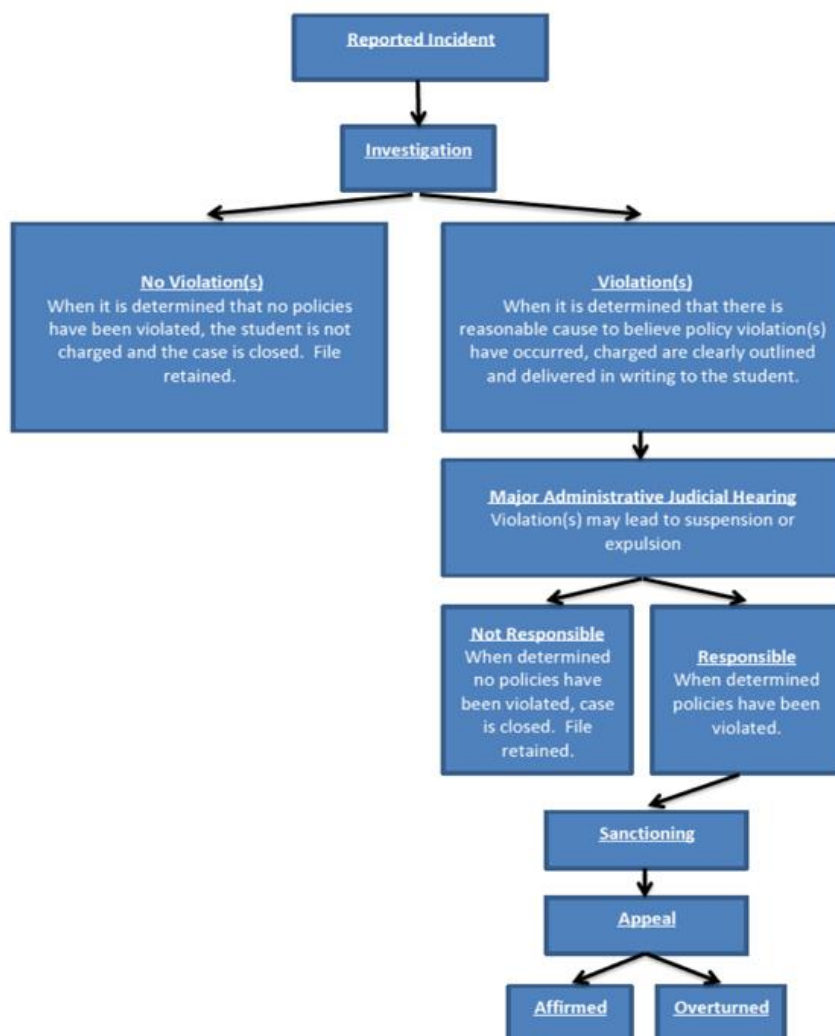 Reported Incident
Investigation
No Violation(s)
When it is determined that no policies
have been violated, the student is not
charged and the case is closed.  File
retained.
Violation(s)
When it is determined that there is
reasonable cause to believe policy violation(s)
have occurred, charged are clearly outlined
and delivered in writing to the student.
Major Administrative Judicial Hearing
Violation(s) may lead to suspension or
expulsion
Not Responsible
When determined
no policies have
been violated, case
is closed.  File
retained.
Responsible
When determined
policies have been
violated.
Sanctioning
Appeal
Affirmed
Overturned